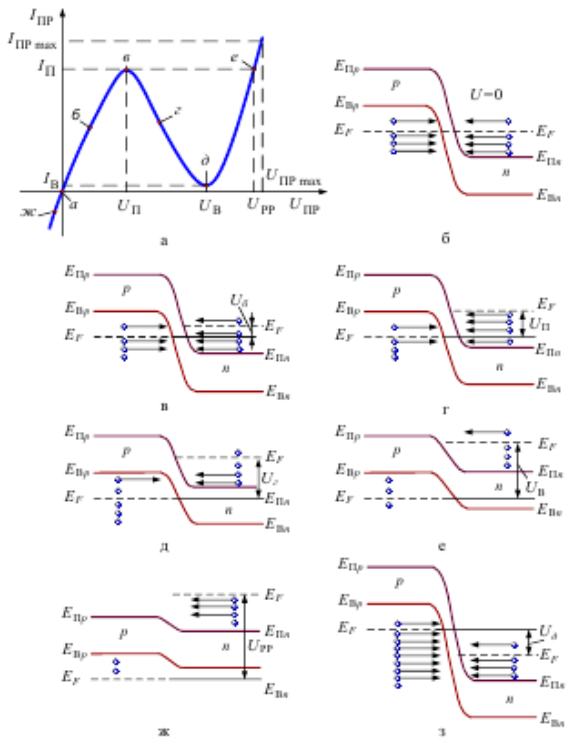 I_ПР
I_ПР max
I_П
в
е
б
г
д
I_В
а
ж
U_П
U_В
U_РР
U_ПР max
U_ПР
а
E_Пр
p
U=0
E_Вр
E_F
E_F
E_Пn
n
E_Вn
б
E_Пр
p
U_б
E_Вр
E_F
E_F
E_Пn
n
E_Вn
в
E_Пр
p
E_F
E_Вр
U_П
E_F
E_Пn
n
E_Вn
г
E_Пр
p
E_F
E_Вр
U_г
E_F
E_Пn
n
E_Вn
д
E_Пр
p
E_F
E_Вр
E_Пn
n
U_В
E_F
E_Вn
е
E_F
E_Пр
p
E_Пn
n
U_РР
E_Вр
E_F
E_Вn
ж
E_Пр
p
E_Вр
E_F
U_д
E_F
E_Пn
n
E_Вn
з